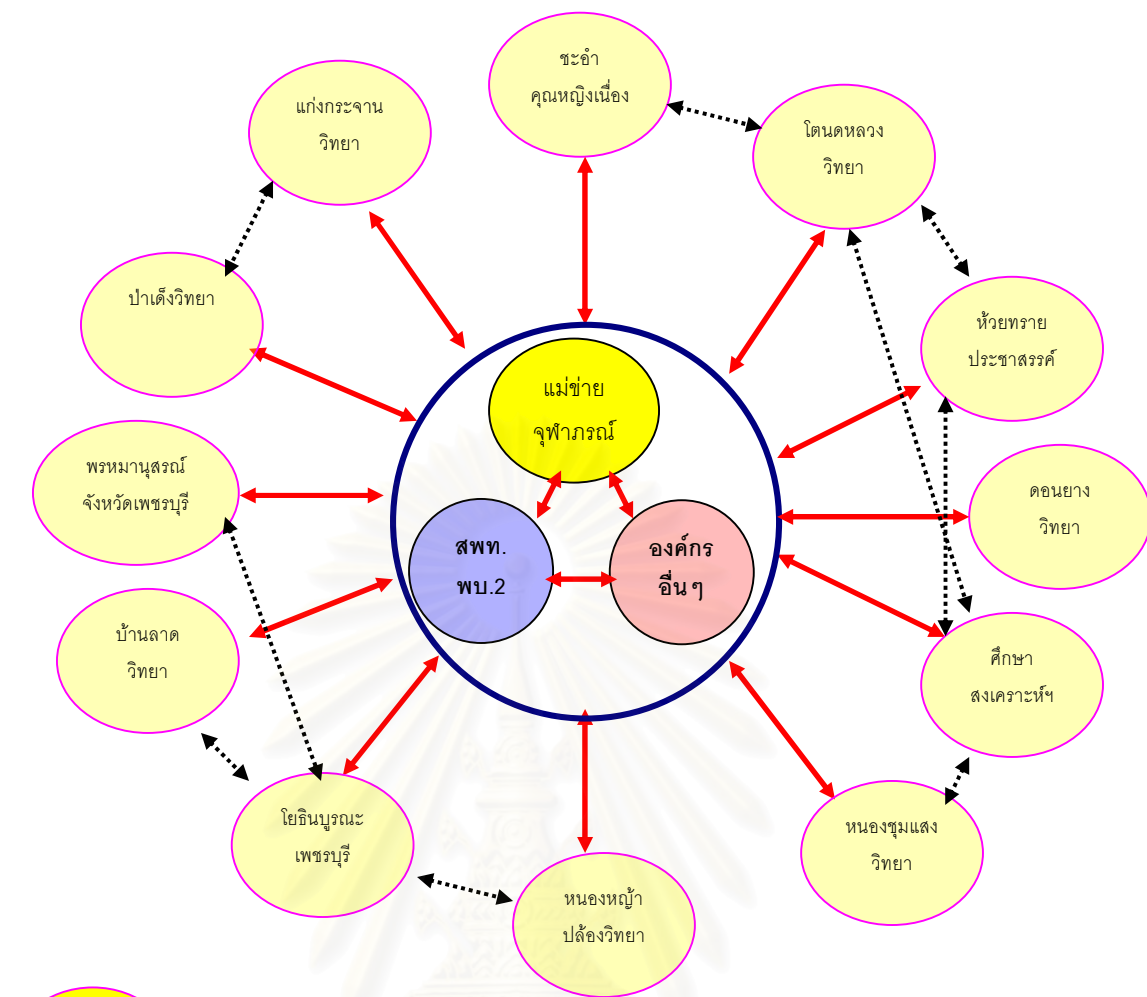 ชะอำ
คุณหญิงเนื่อง
แก่งกระจาน
วิทยา
โตนดหลวง
วิทยา
ป่าเด็งวิทยา
ห้วยทราย
ประชาสรรค์
แม่ข่าย
จุฬาภรณ์
พรหมานุสรณ์
จังหวัดเพชรบุรี
ดอนยาง
วิทยา
สพท.
พบ.2
องค์กร
อื่นๆ
บ้านลาด
วิทยา
ศึกษา
สงเคราะห์ฯ
โยธินบูรณะ
เพชรบุรี
หนองชุมแสง
วิทยา
หนองหญ้า
ปล้องวิทยา